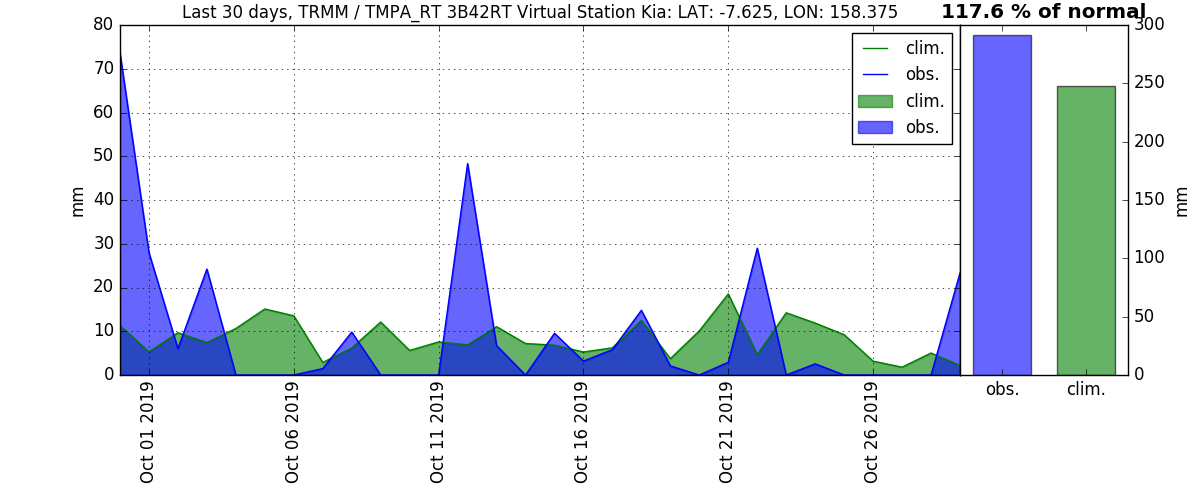 Last 30 days, TRMM / TMPA_RT 3B42RT Virtual Station Kia: LAT: -7.625, LON: 158.375
117.6 % of normal
80
70
60
50
40
30
20
10
0
mm
clim.
obs.
clim.
obs.
Oct 01 2019
Oct 06 2019
Oct 11 2019
Oct 16 2019
Oct 21 2019
Oct 26 2019
300
250
200
150
100
50
0
mm
obs.
clim.